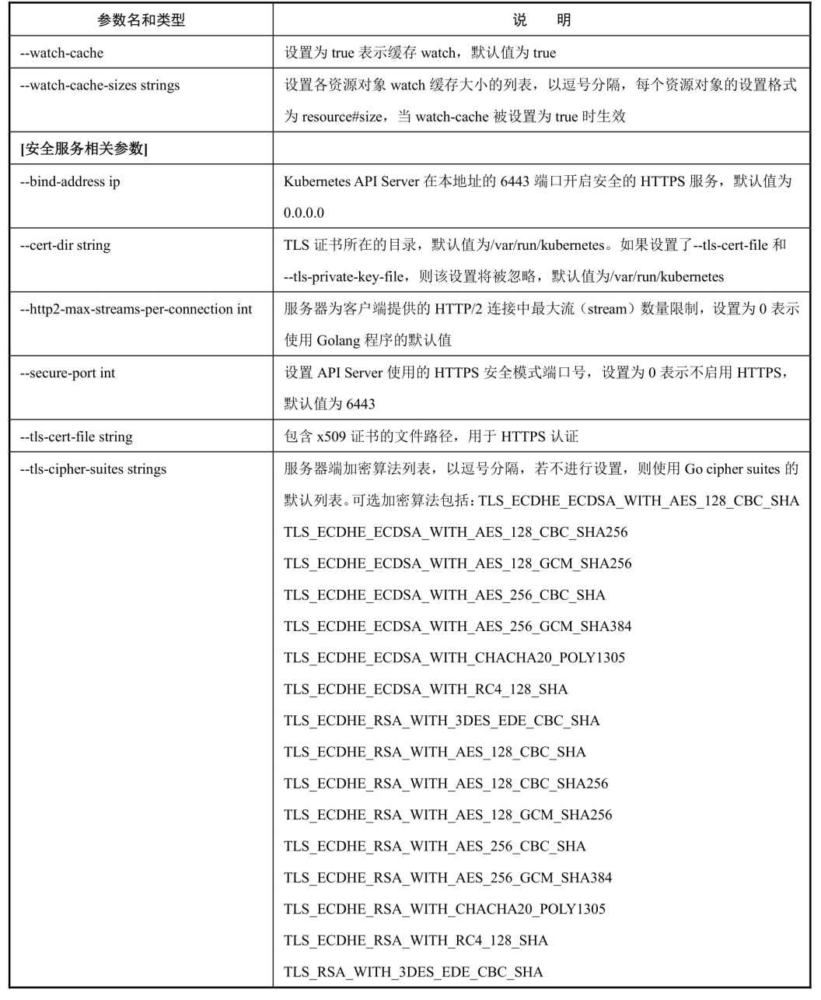 参数名和类型
说 明
--watch-cache
设置为 true 表示缓存 watch，默认值为 true
--watch-cache-sizes strings
设置各资源对象 watch 缓存大小的列表，以逗号分隔，每个资源对象的设置格式
为 resource#size，当 watch-cache 被设置为 true 时生效
[安全服务相关参数]
--bind-address ip
Kubernetes API Server 在本地址的 6443 端口开启安全的 HTTPS 服务，默认值为
0.0.0.0
--cert-dir string
TLS 证书所在的目录，默认值为/var/run/kubernetes。如果设置了--tls-cert-file 和
--tls-private-key-file，则该设置将被忽略，默认值为/var/run/kubernetes
--http2-max-streams-per-connection int
服务器为客户端提供的 HTTP/2 连接中最大流（stream）数量限制，设置为 0 表示
使用 Golang 程序的默认值
--secure-port int
设置 API Server 使用的 HTTPS 安全模式端口号，设置为 0 表示不启用 HTTPS，
默认值为 6443
--tls-cert-file string
包含 x509 证书的文件路径，用于 HTTPS 认证
--tls-cipher-suites strings
服务器端加密算法列表，以逗号分隔，若不进行设置，则使用 Go cipher suites 的
默认列表。可选加密算法包括：TLS_ECDHE_ECDSA_WITH_AES_128_CBC_SHA
TLS_ECDHE_ECDSA_WITH_AES_128_CBC_SHA256
TLS_ECDHE_ECDSA_WITH_AES_128_GCM_SHA256
TLS_ECDHE_ECDSA_WITH_AES_256_CBC_SHA
TLS_ECDHE_ECDSA_WITH_AES_256_GCM_SHA384
TLS_ECDHE_ECDSA_WITH_CHACHA20_POLY1305
TLS_ECDHE_ECDSA_WITH_RC4_128_SHA
TLS_ECDHE_RSA_WITH_3DES_EDE_CBC_SHA
TLS_ECDHE_RSA_WITH_AES_128_CBC_SHA
TLS_ECDHE_RSA_WITH_AES_128_CBC_SHA256
TLS_ECDHE_RSA_WITH_AES_128_GCM_SHA256
TLS_ECDHE_RSA_WITH_AES_256_CBC_SHA
TLS_ECDHE_RSA_WITH_AES_256_GCM_SHA384
TLS_ECDHE_RSA_WITH_CHACHA20_POLY1305
TLS_ECDHE_RSA_WITH_RC4_128_SHA
TLS_RSA_WITH_3DES_EDE_CBC_SHA